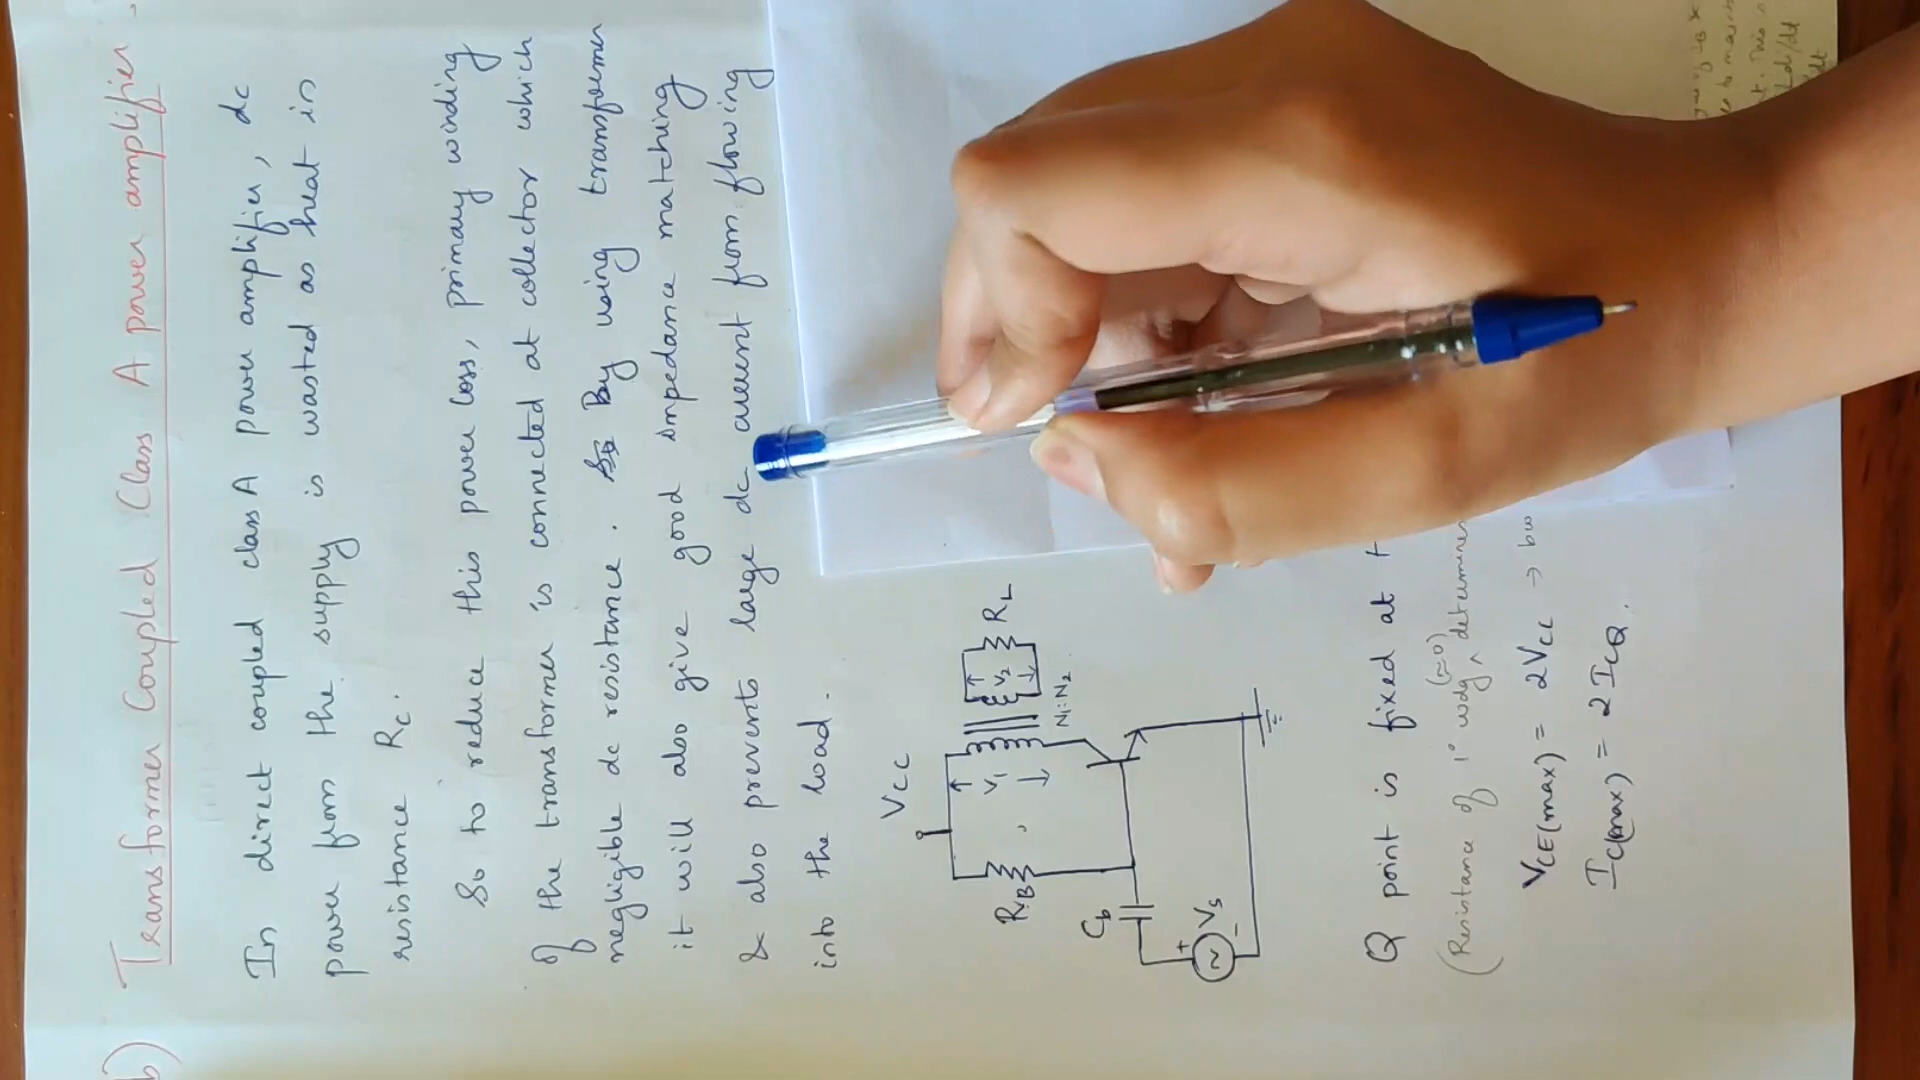 b) Transformer Coupled Class A power amplifier.
In direct coupled class A power amplifier, dc
power from the supply is wasted as heat in
resistance Rc.
So to reduce this power loss, primary winding
of the transformer is connected at collector which
negligible dc resistance. By using transformer
it will also give good impedance matching
& also prevents large dc current from flowing
into the load.
VCC
RB
V1
V2
RL
N1:N2
Cb
+
VS
-
Q point is fixed at
(Resistance of 1° wdg (≈0) determines
VCE(max) = 2VCC →
IC(max) = 2ICQ.